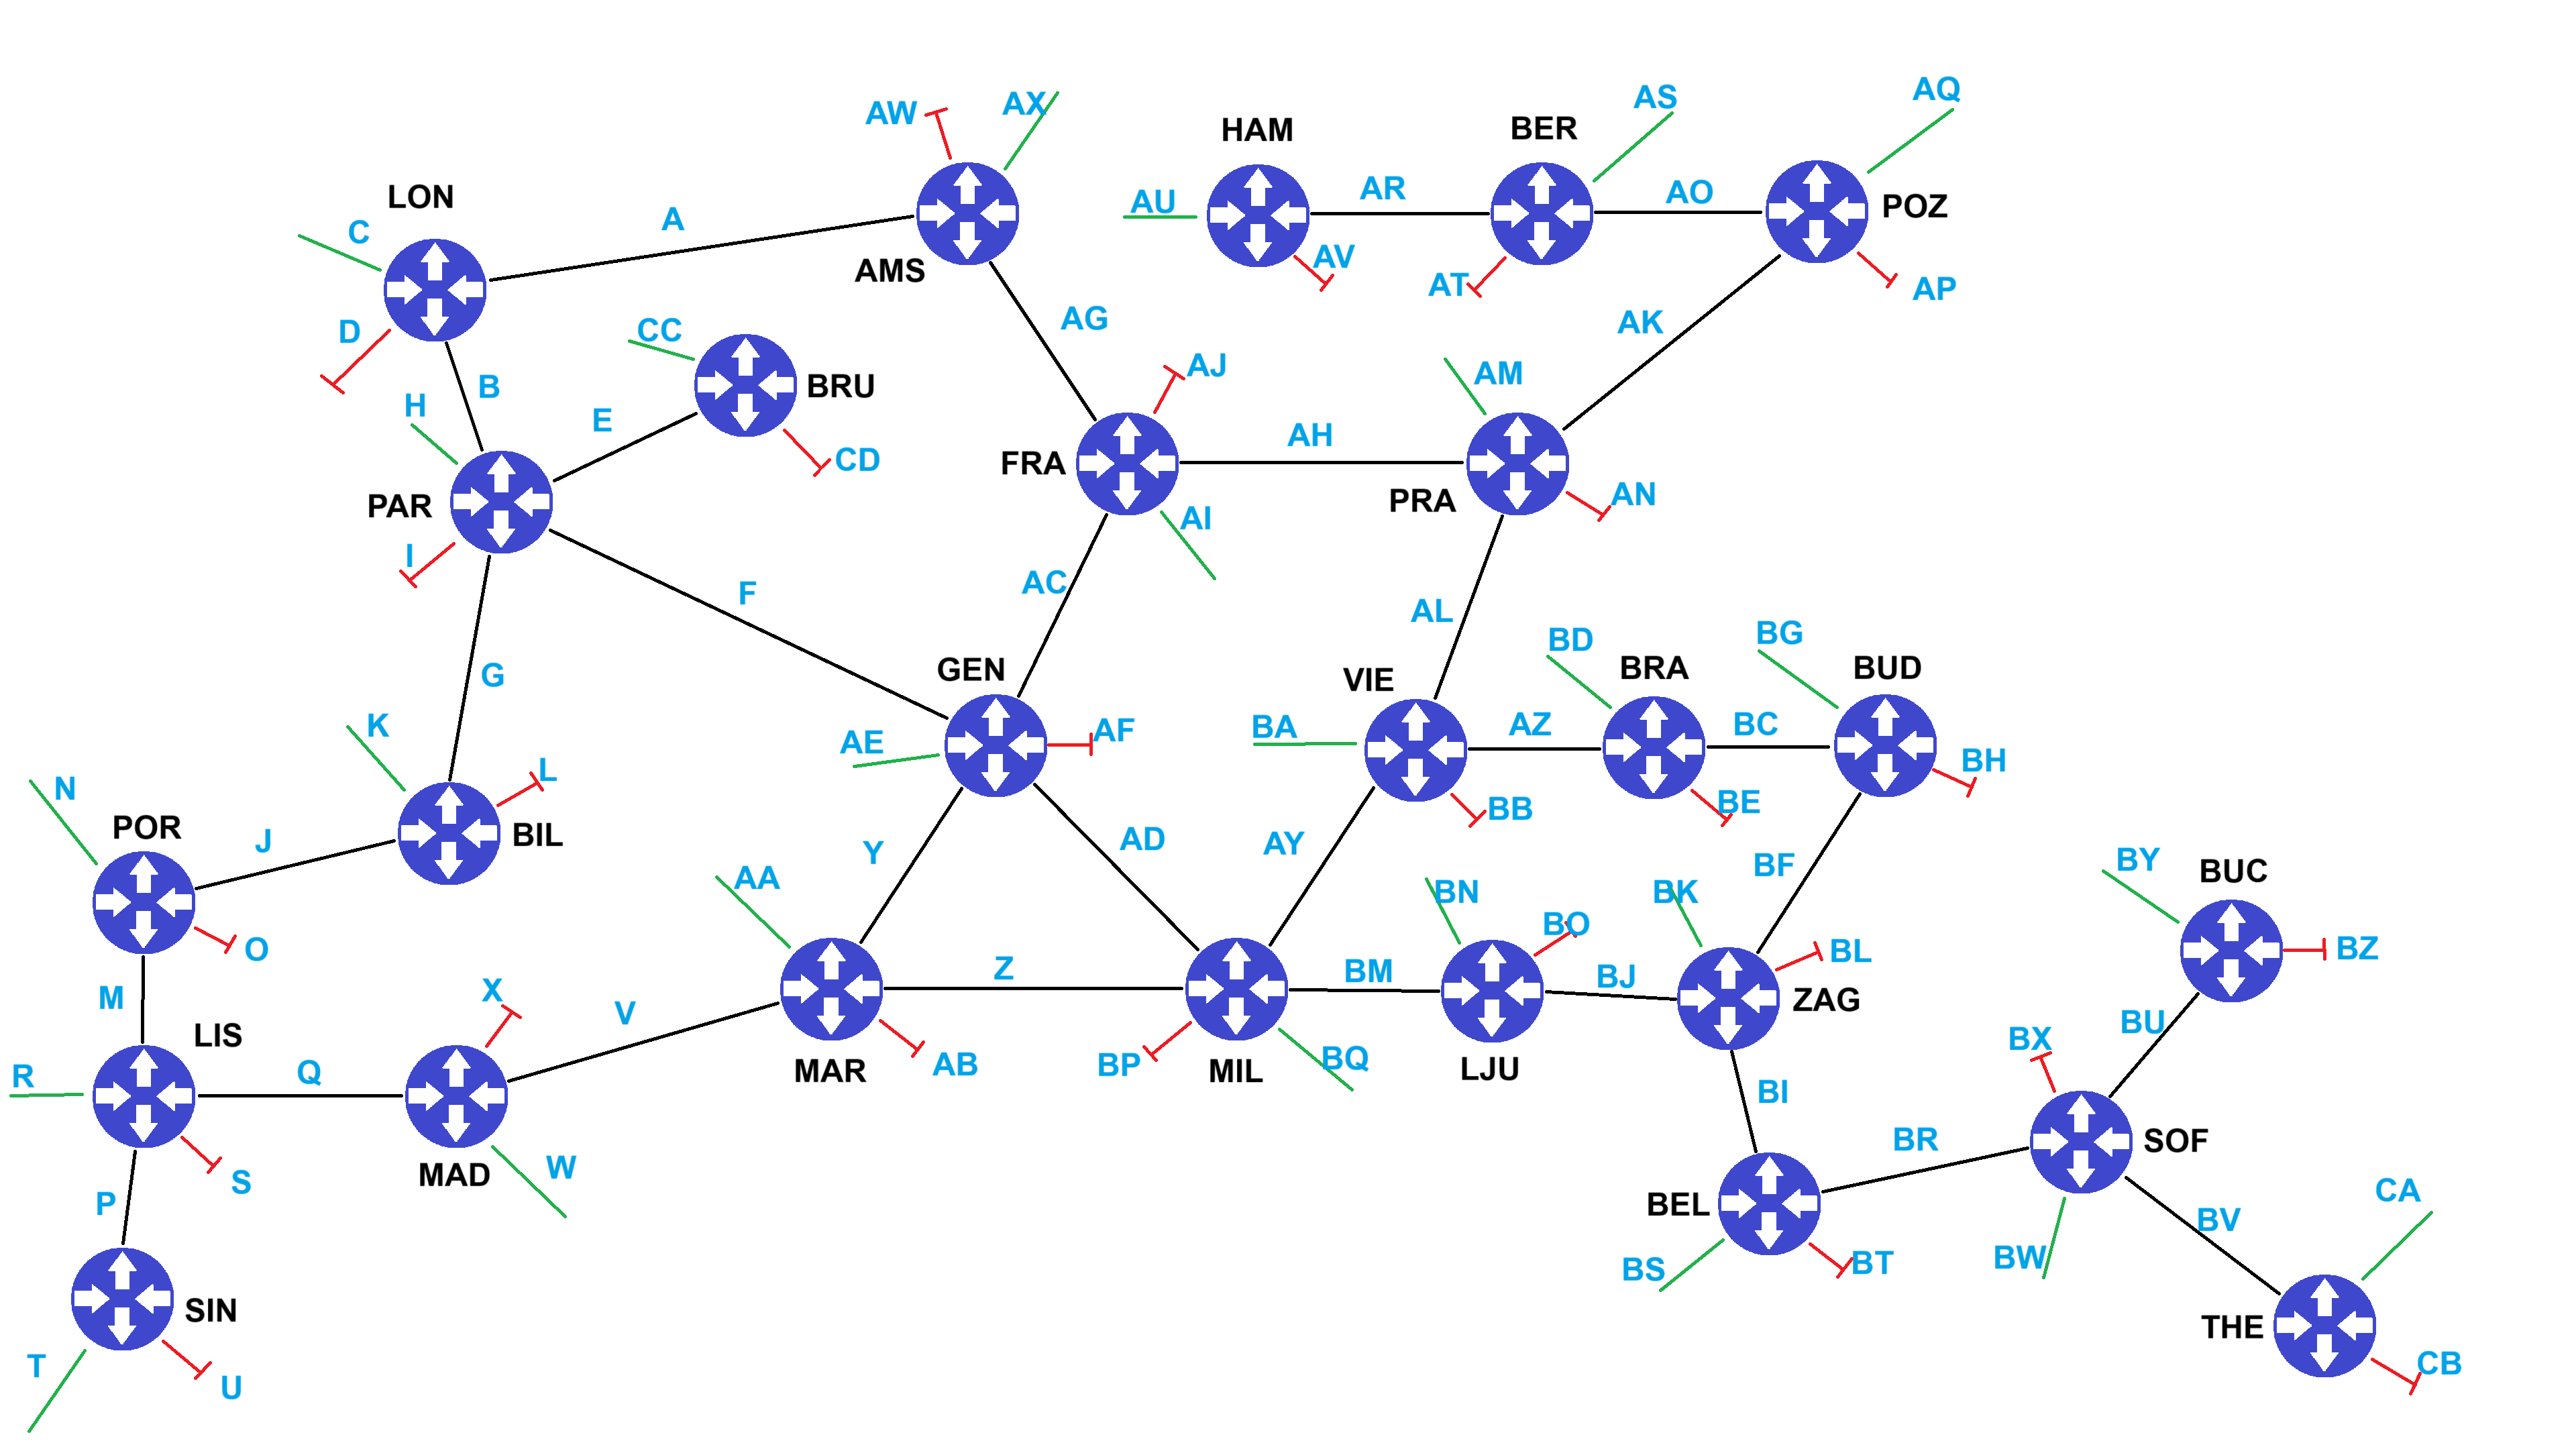 AQ
AS
AX
AW
HAM
BER
AR
AO
AU
POZ
LON
C
A
AMS
AV
AT
AP
D
AG
AK
CC
B
BRU
AJ
AM
H
E
AH
CD
FRA
PRA
AN
PAR
AI
I
F
AC
AL
BD
BG
G
GEN
VIE
BRA
BUD
K
AE
AF
BA
AZ
BC
BH
L
N
BB
BE
POR
J
BIL
Y
AD
AY
BF
BY
BUC
AA
BN
BK
BO
O
BL
BZ
M
X
Z
BM
BJ
ZAG
V
LIS
BX
BU
R
Q
MAR
AB
BP
MIL
BQ
LJU
BI
S
MAD
W
BR
SOF
P
BEL
CA
BV
BS
BT
BW
SIN
THE
T
U
CB